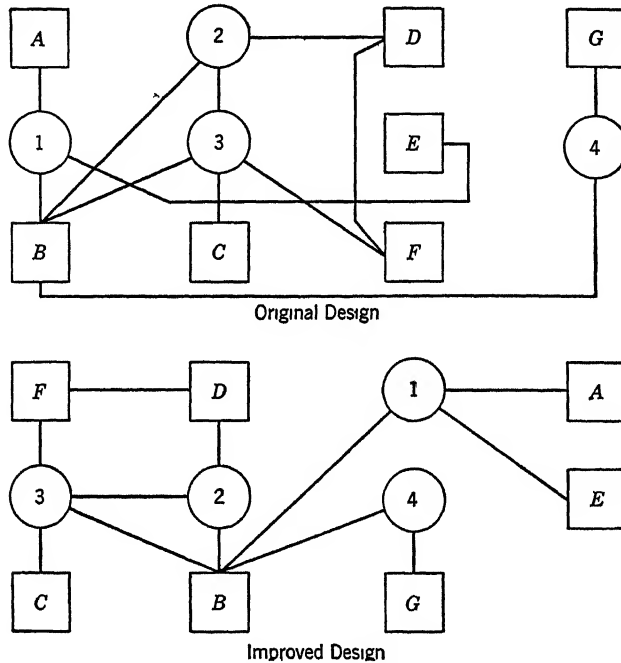 A 2 D G
1 3 E 4
B C F
Original Design
F D 1 A
3 2 4 E
C B G
Improved Design